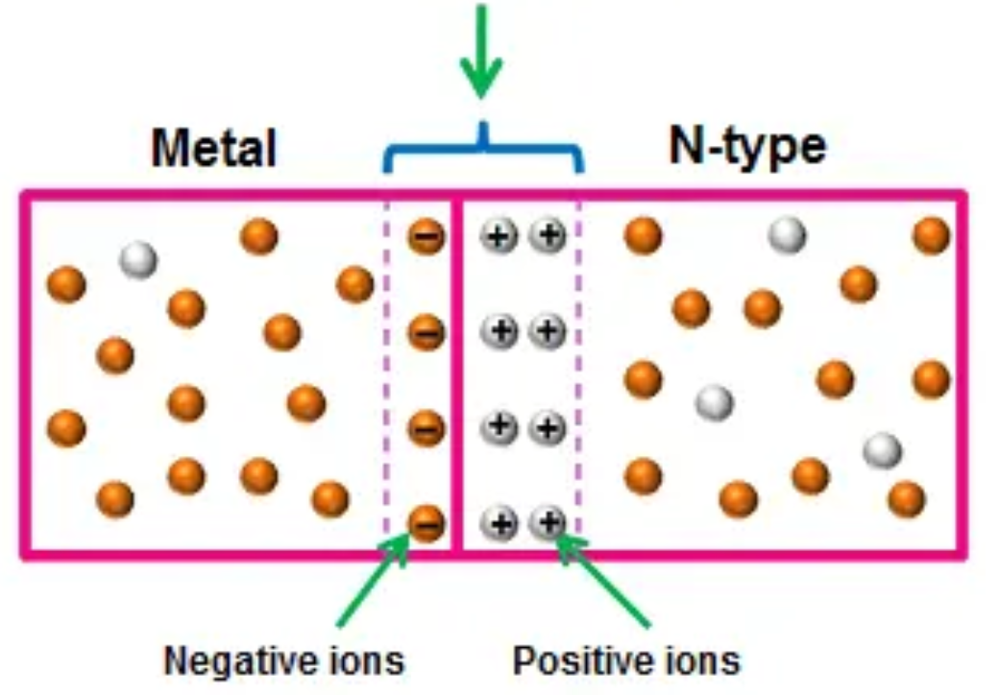 Metal
N-type
− + +
− + +
− + +
− + +
Negative ions
Positive ions